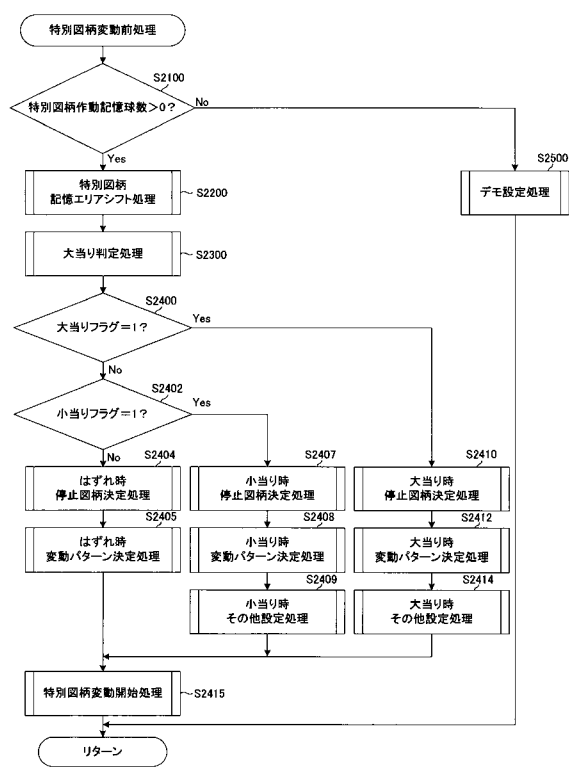 特別図柄変動前処理
S2100
特別図柄作動記憶球数>0?
No
Yes
特別図柄
記憶エリアシフト処理
S2200
S2500
デモ設定処理
大当り判定処理
S2300
S2400
大当りフラグ=1?
Yes
No
S2402
小当りフラグ=1?
Yes
No
S2404
はずれ時
停止図柄決定処理
S2407
小当り時
停止図柄決定処理
S2410
大当り時
停止図柄決定処理
S2405
はずれ時
変動パターン決定処理
S2408
小当り時
変動パターン決定処理
S2412
大当り時
変動パターン決定処理
S2409
小当り時
その他設定処理
S2414
大当り時
その他設定処理
特別図柄変動開始処理
S2415
リターン